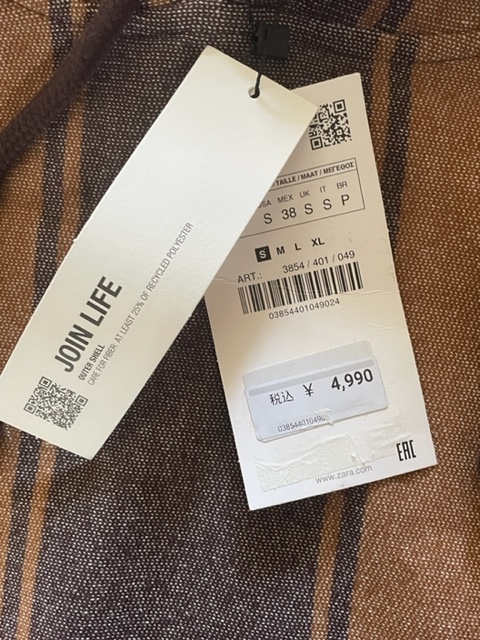 JOIN LIFE
OUTER SHELL
CARE FOR FIBER: AT LEAST 25% OF RECYCLED POLYESTER
/ TAILLE / MAAT / ΜΕΓΕΘΟΣ
USA MEX UK IT BR
S 38 S S P
S M L XL
ART.: 3854 / 401 / 049
03854401049024
税込 ¥ 4,990
EAC
www.zara.com